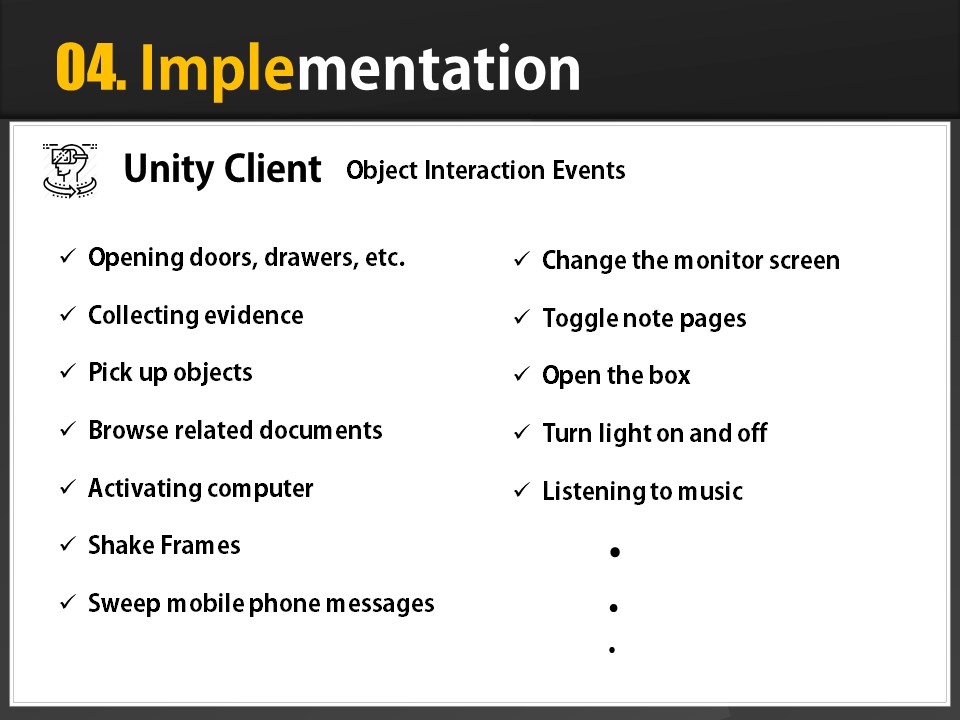 04. Implementation
Unity Client Object Interaction Events
✓ Opening doors, drawers, etc.
✓ Collecting evidence
✓ Pick up objects
✓ Browse related documents
✓ Activating computer
✓ Shake Frames
✓ Sweep mobile phone messages
✓ Change the monitor screen
✓ Toggle note pages
✓ Open the box
✓ Turn light on and off
✓ Listening to music
•
•
•